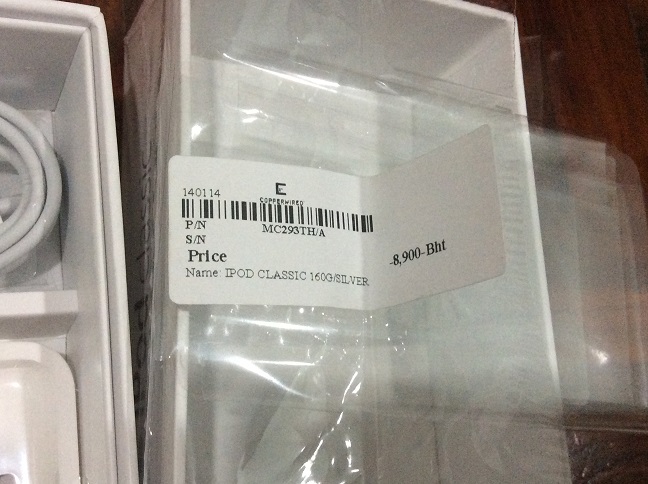 140114
E
COPPERWIRED
P/N MC293TH/A
S/N
Price -8,900-Bht
Name: IPOD CLASSIC 160G/SILVER